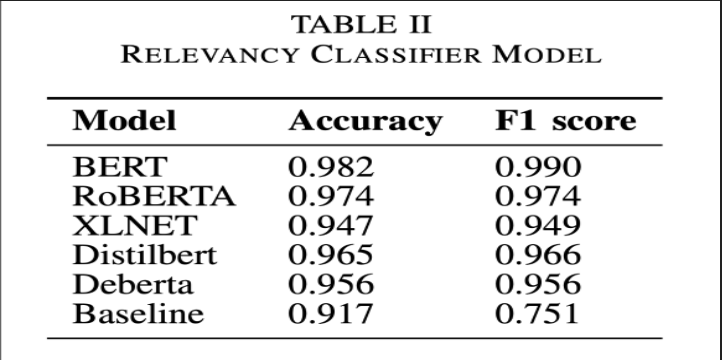 TABLE II
RELEVANCY CLASSIFIER MODEL
Model Accuracy F1 score
BERT 0.982 0.990
RoBERTA 0.974 0.974
XLNET 0.947 0.949
Distilbert 0.965 0.966
Deberta 0.956 0.956
Baseline 0.917 0.751